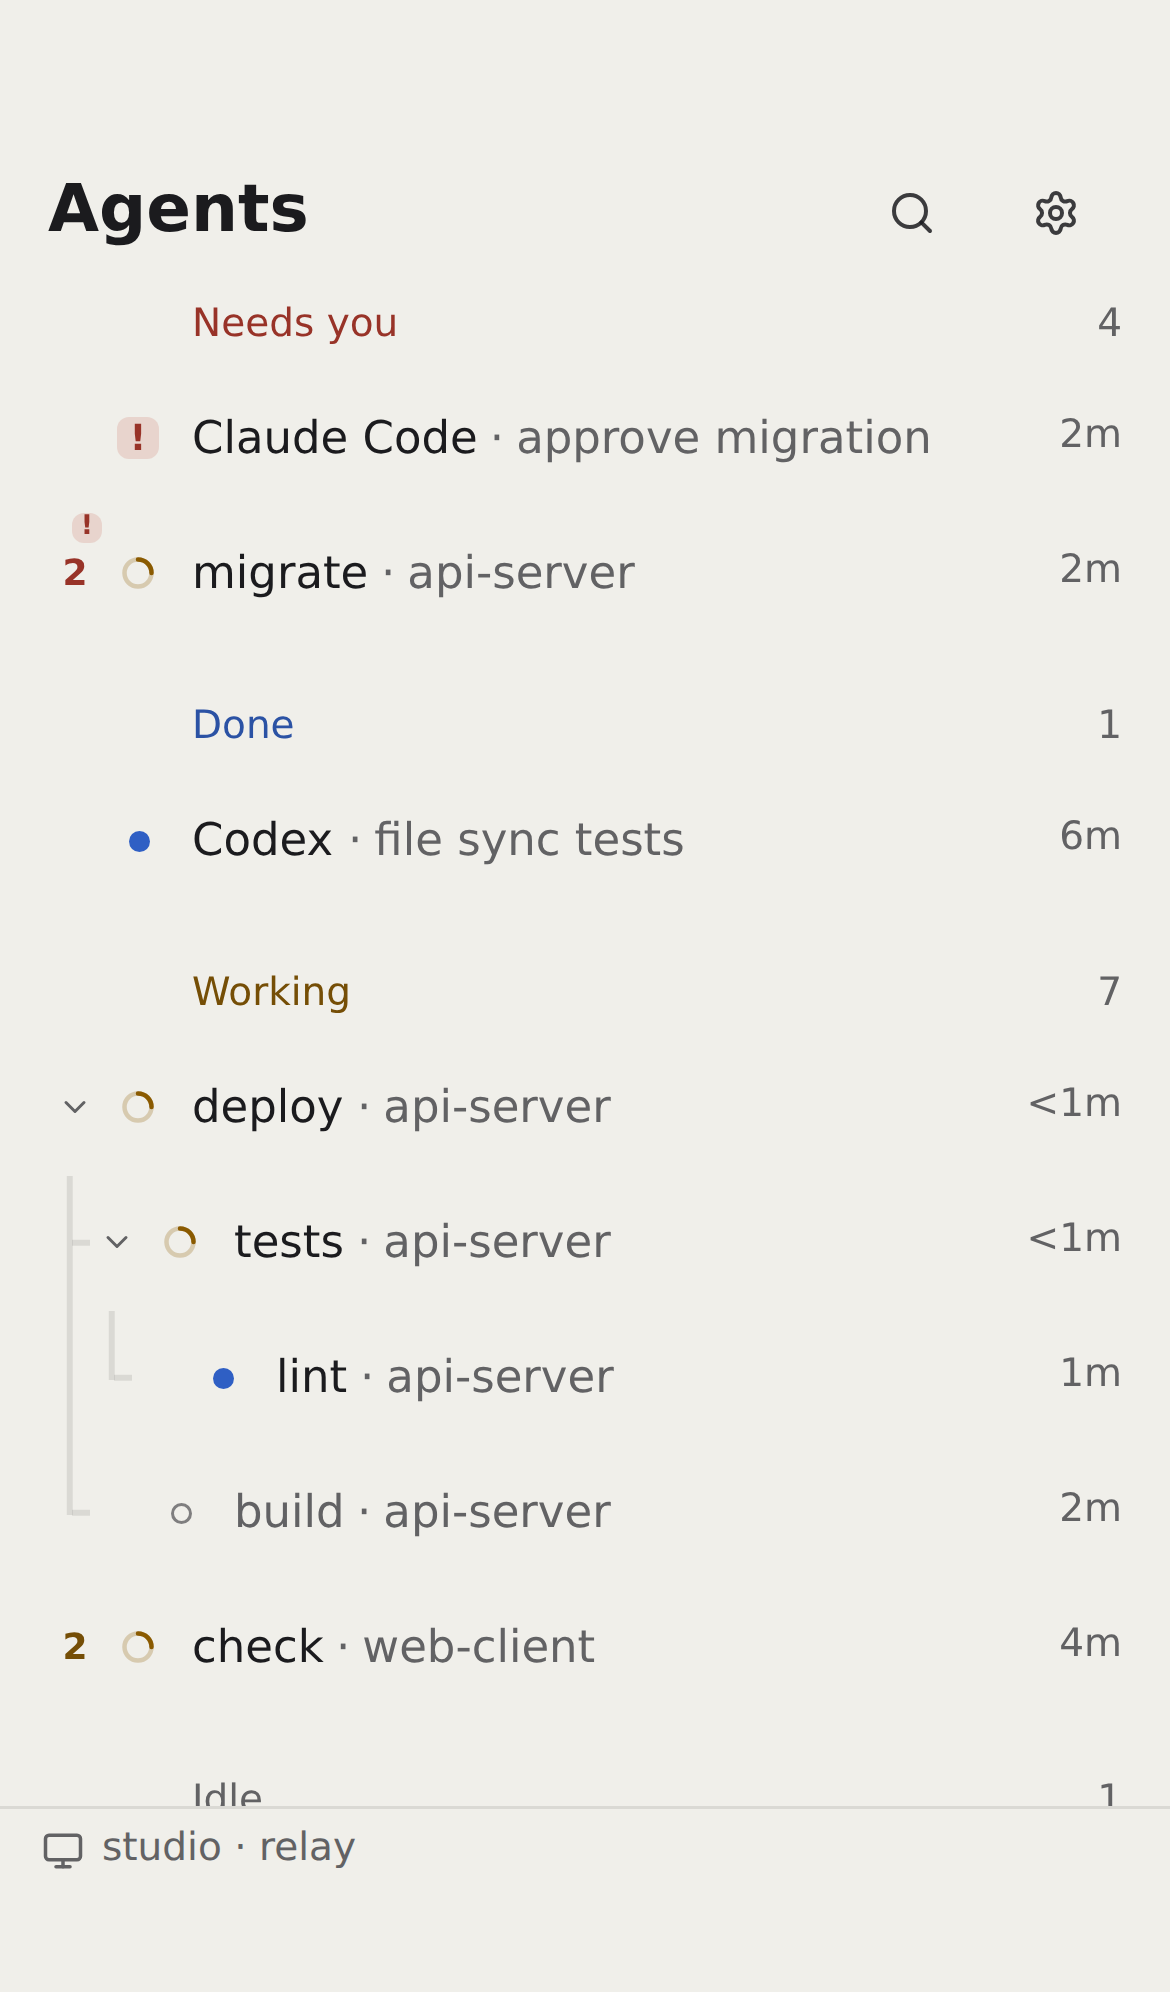 Agents
Needs you 4
! Claude Code · approve migration 2m
!
2 migrate · api-server 2m
Done 1
Codex · file sync tests 6m
Working 7
deploy · api-server <1m
tests · api-server <1m
lint · api-server 1m
build · api-server 2m
2 check · web-client 4m
Idle 1
studio · relay